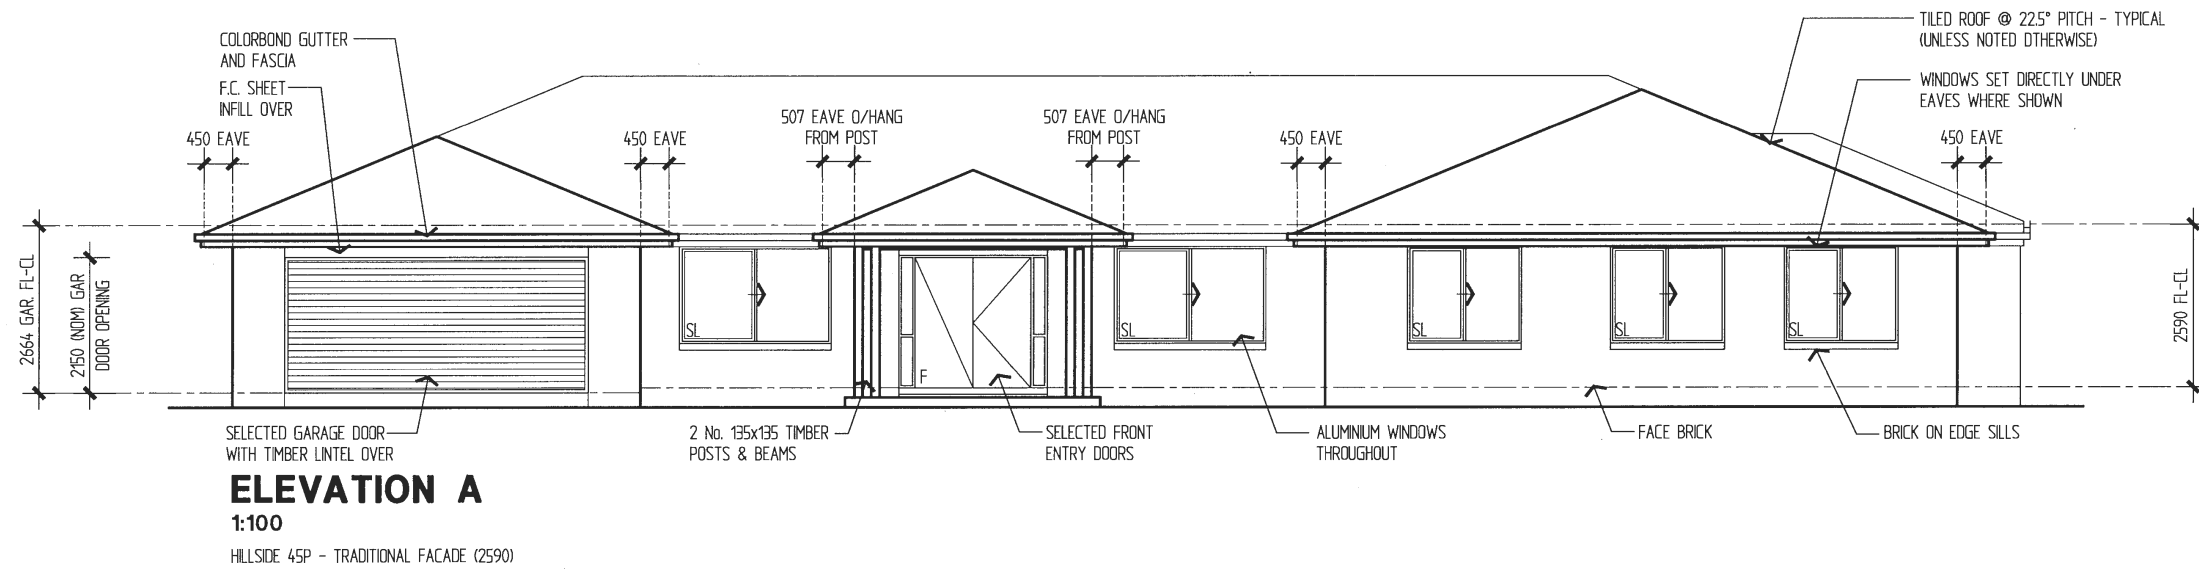 COLORBOND GUTTER
AND FASCIA
F.C. SHEET
INFILL OVER
450 EAVE
450 EAVE
507 EAVE O/HANG
FROM POST
507 EAVE O/HANG
FROM POST
450 EAVE
TILED ROOF @ 22.5° PITCH - TYPICAL
(UNLESS NOTED OTHERWISE)
WINDOWS SET DIRECTLY UNDER
EAVES WHERE SHOWN
450 EAVE
2664 GAR. FL-CL
2150 (NOM) GAR
DOOR OPENING
SL
F
SL
SL
SL
SL
2590 FL-CL
SELECTED GARAGE DOOR
WITH TIMBER LINTEL OVER
2 No. 135x135 TIMBER
POSTS & BEAMS
SELECTED FRONT
ENTRY DOORS
ALUMINIUM WINDOWS
THROUGHOUT
FACE BRICK
BRICK ON EDGE SILLS
ELEVATION A
1:100
HILLSIDE 45P - TRADITIONAL FACADE (2590)